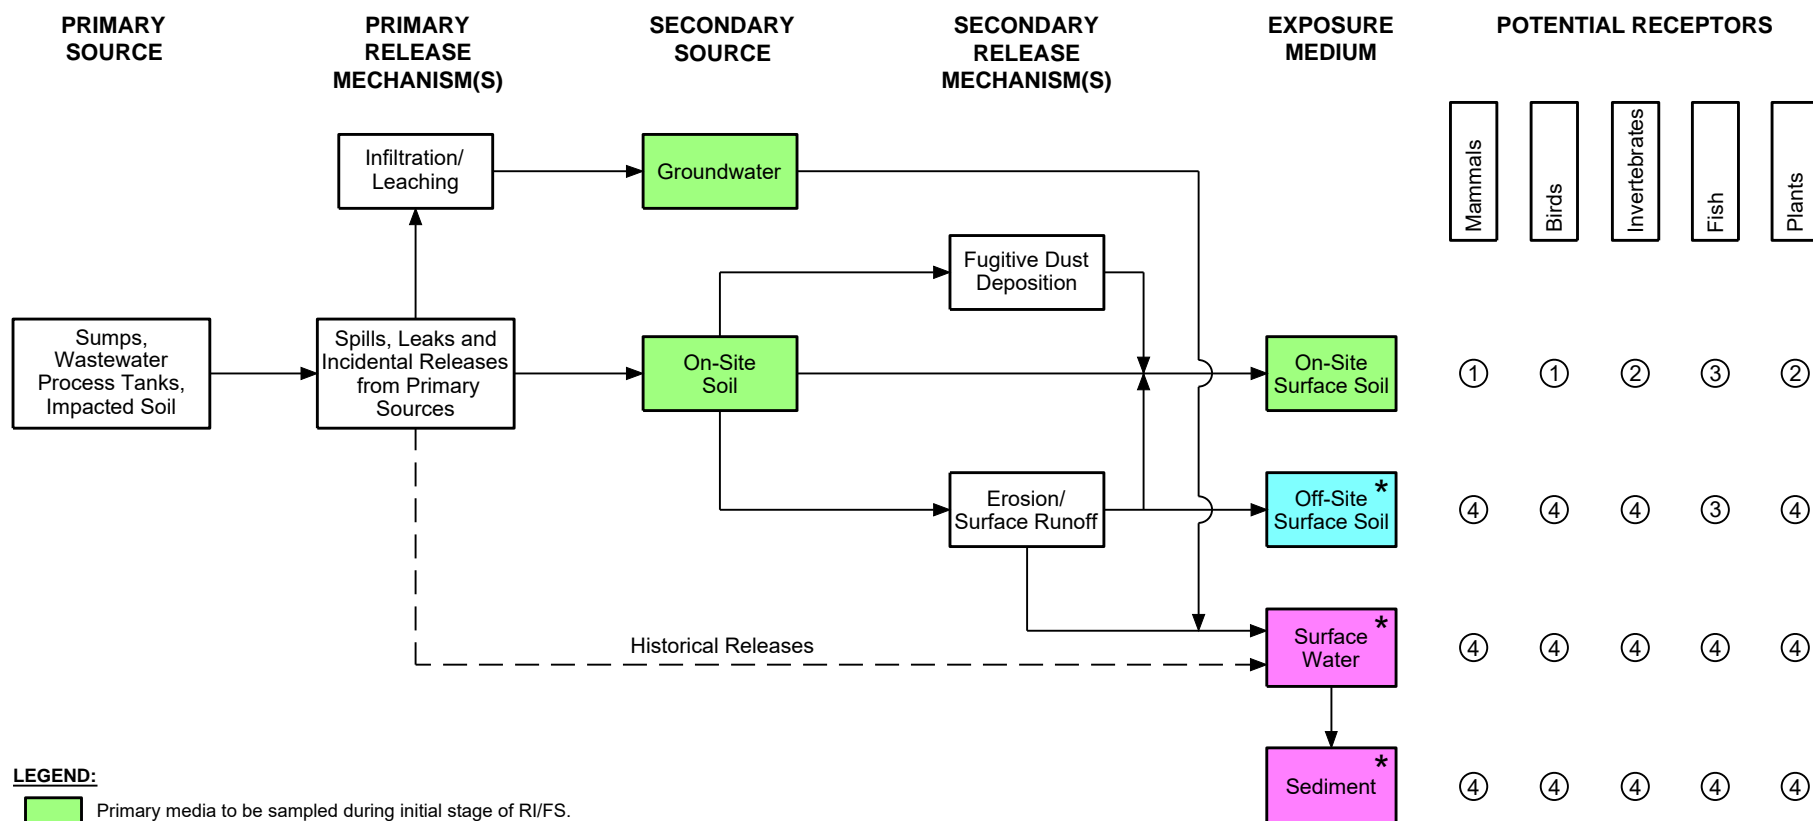 PRIMARY
SOURCE
PRIMARY
RELEASE
MECHANISM(S)
SECONDARY
SOURCE
SECONDARY
RELEASE
MECHANISM(S)
EXPOSURE
MEDIUM
POTENTIAL RECEPTORS
Mammals
Birds
Invertebrates
Fish
Plants
Infiltration/
Leaching
Groundwater
Fugitive Dust
Deposition
Sumps,
Wastewater
Process Tanks,
Impacted Soil
Spills, Leaks and
Incidental Releases
from Primary
Sources
On-Site
Soil
On-Site
Surface Soil
1 1 2 3 2
Erosion/
Surface Runoff
Off-Site *
Surface Soil
4 4 4 3 4
Historical Releases
Surface *
Water
4 4 4 4 4
Sediment *
4 4 4 4 4
LEGEND:
Primary media to be sampled during initial stage of RI/FS.